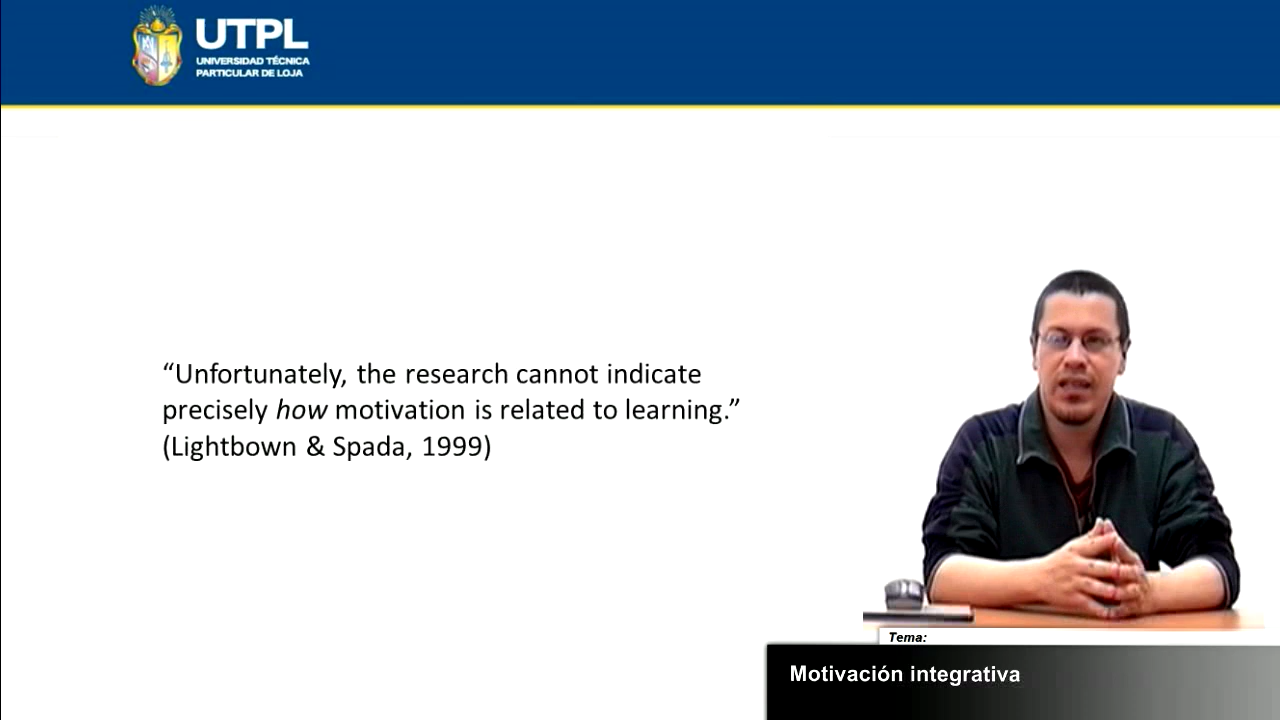 UTPL
UNIVERSIDAD TÉCNICA
PARTICULAR DE LOJA
“Unfortunately, the research cannot indicate
precisely how motivation is related to learning.”
(Lightbown & Spada, 1999)
Tema:
Motivación integrativa